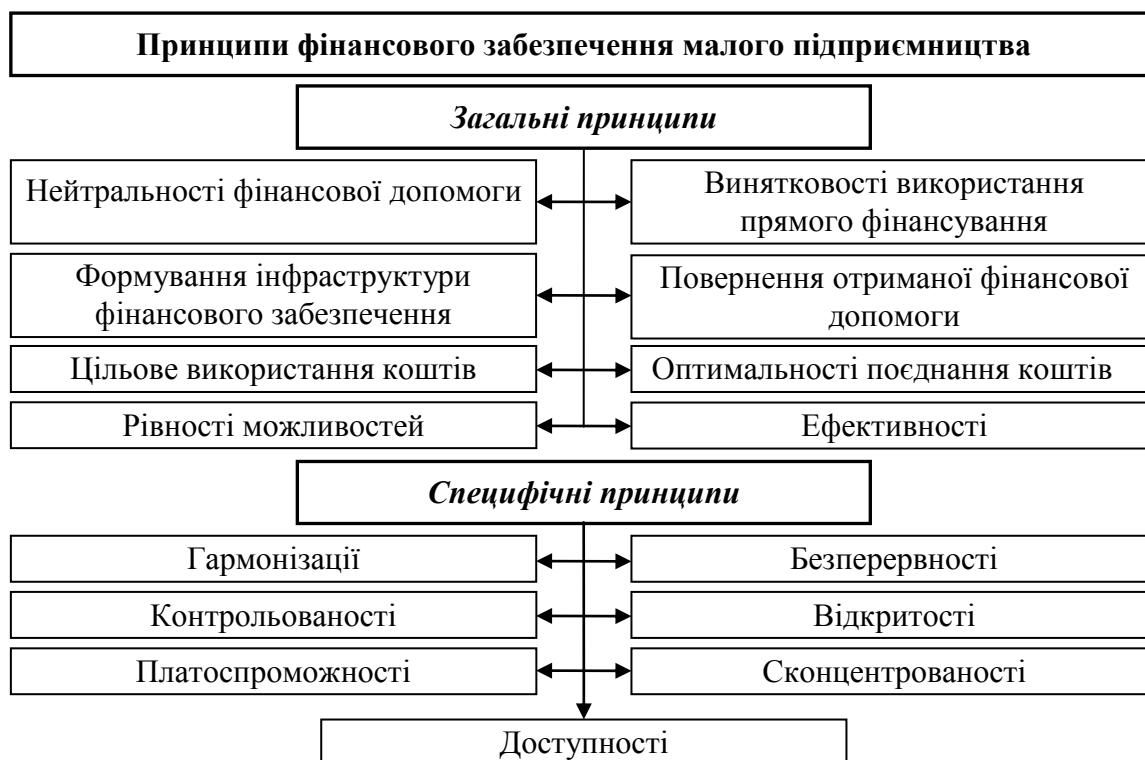 Принципи фінансового забезпечення малого підприємництва
Загальні принципи
Нейтральності фінансової допомоги
Винятковості використання
прямого фінансування
Формування інфраструктури
фінансового забезпечення
Повернення отриманої фінансової
допомоги
Цільове використання коштів
Оптимальності поєднання коштів
Рівності можливостей
Ефективності
Специфічні принципи
Гармонізації
Безперервності
Контрольованості
Відкритості
Платоспроможності
Сконцентрованості
Доступності